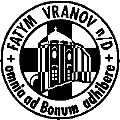 FATYM VRANOV n/D
omnia ad Bonum adhibere